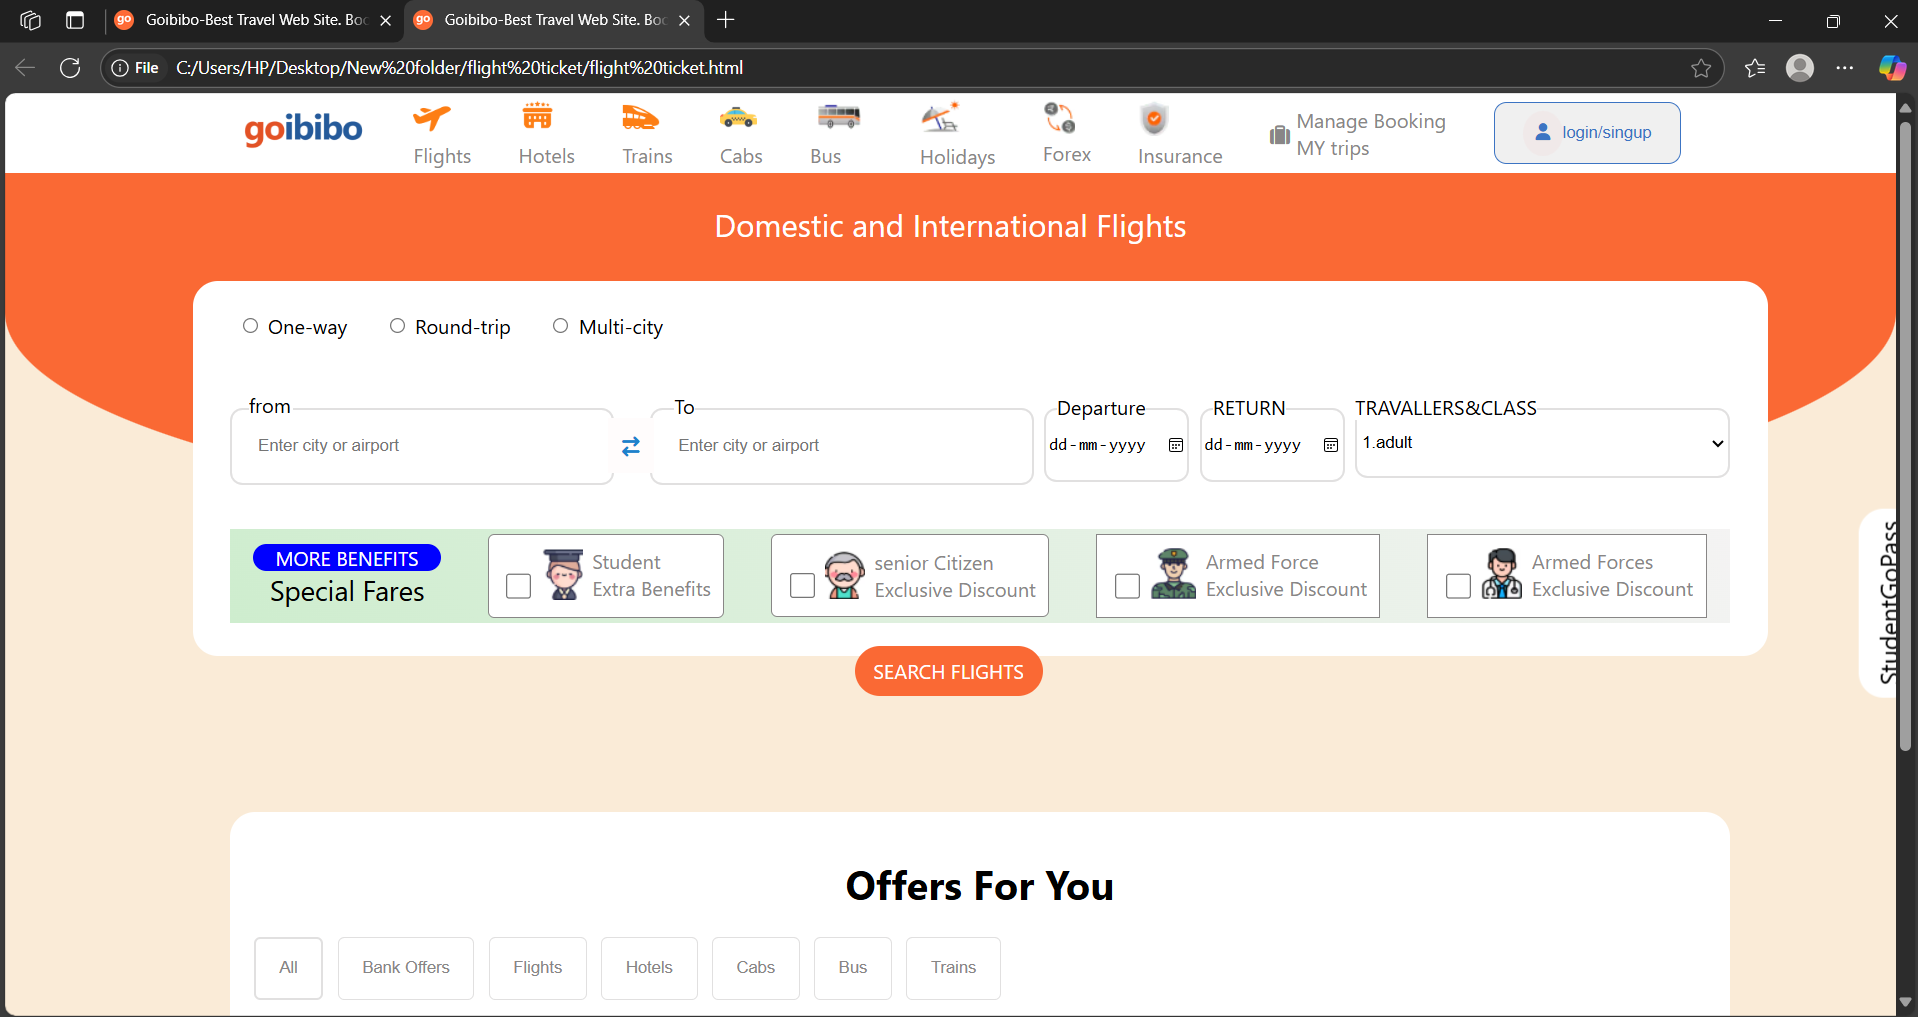 Goibibo-Best Travel Web Site. Boo
Goibibo-Best Travel Web Site. Boo
File
C:/Users/HP/Desktop/New%20folder/flight%20ticket/flight%20ticket.html
goibibo
Flights
Hotels
Trains
Cabs
Bus
Holidays
Forex
Insurance
Manage Booking
MY trips
login/singup
Domestic and International Flights
One-way
Round-trip
Multi-city
from
To
Departure
RETURN
TRAVALLERS&CLASS
Enter city or airport
Enter city or airport
dd-mm-yyyy
dd-mm-yyyy
1.adult
MORE BENEFITS
Special Fares
Student
Extra Benefits
senior Citizen
Exclusive Discount
Armed Force
Exclusive Discount
Armed Forces
Exclusive Discount
StudentGoPass
SEARCH FLIGHTS
Offers For You
All
Bank Offers
Flights
Hotels
Cabs
Bus
Trains